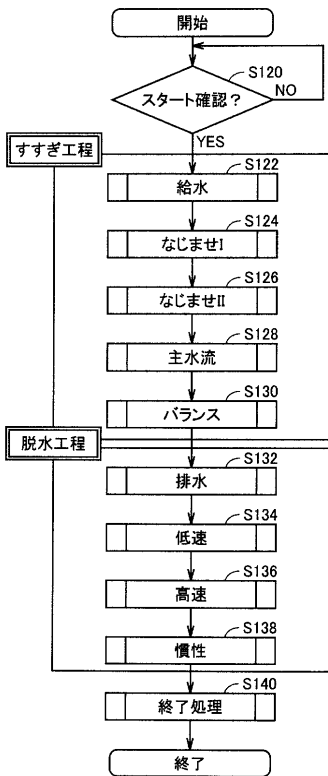 開始
S120
スタート確認？
NO
YES
すすぎ工程
S122
給水
S124
なじませI
S126
なじませII
S128
主水流
S130
バランス
脱水工程
S132
排水
S134
低速
S136
高速
S138
慣性
S140
終了処理
終了